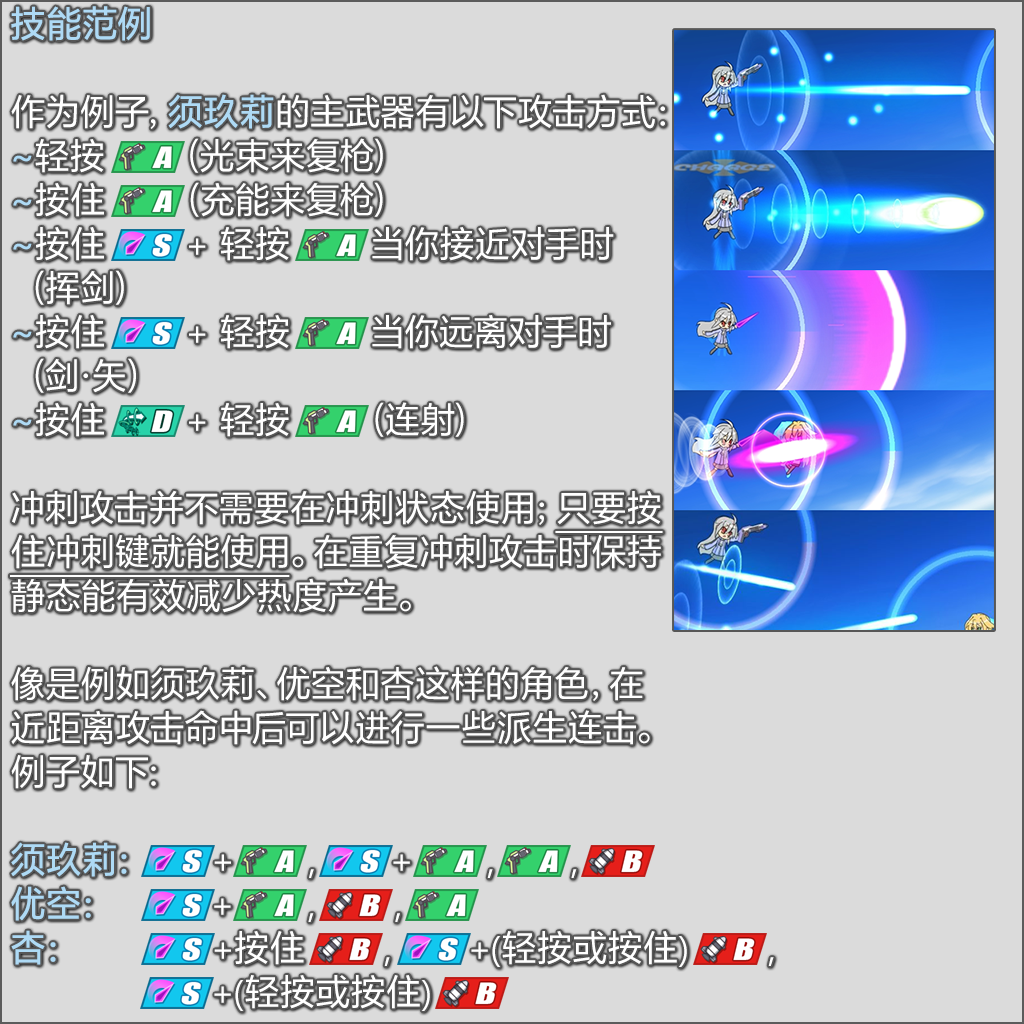 技能范例
作为例子, 须玖莉的主武器有以下攻击方式:
~轻按 A (光束来复枪)
~按住 A (充能来复枪)
~按住 S + 轻按 A 当你接近对手时
(挥剑)
~按住 S + 轻按 A 当你远离对手时
(剑·矢)
~按住 D + 轻按 A (连射)
冲刺攻击并不需要在冲刺状态使用; 只要按
住冲刺键就能使用。在重复冲刺攻击时保持
静态能有效减少热度产生。
像是例如须玖莉、优空和杏这样的角色, 在
近距离攻击命中后可以进行一些派生连击。
例子如下:
须玖莉: S + A , S + A , A , B
优空: S + A , B , A
杏: S +按住 B , S +(轻按或按住) B ,
S +(轻按或按住) B
CHARGE